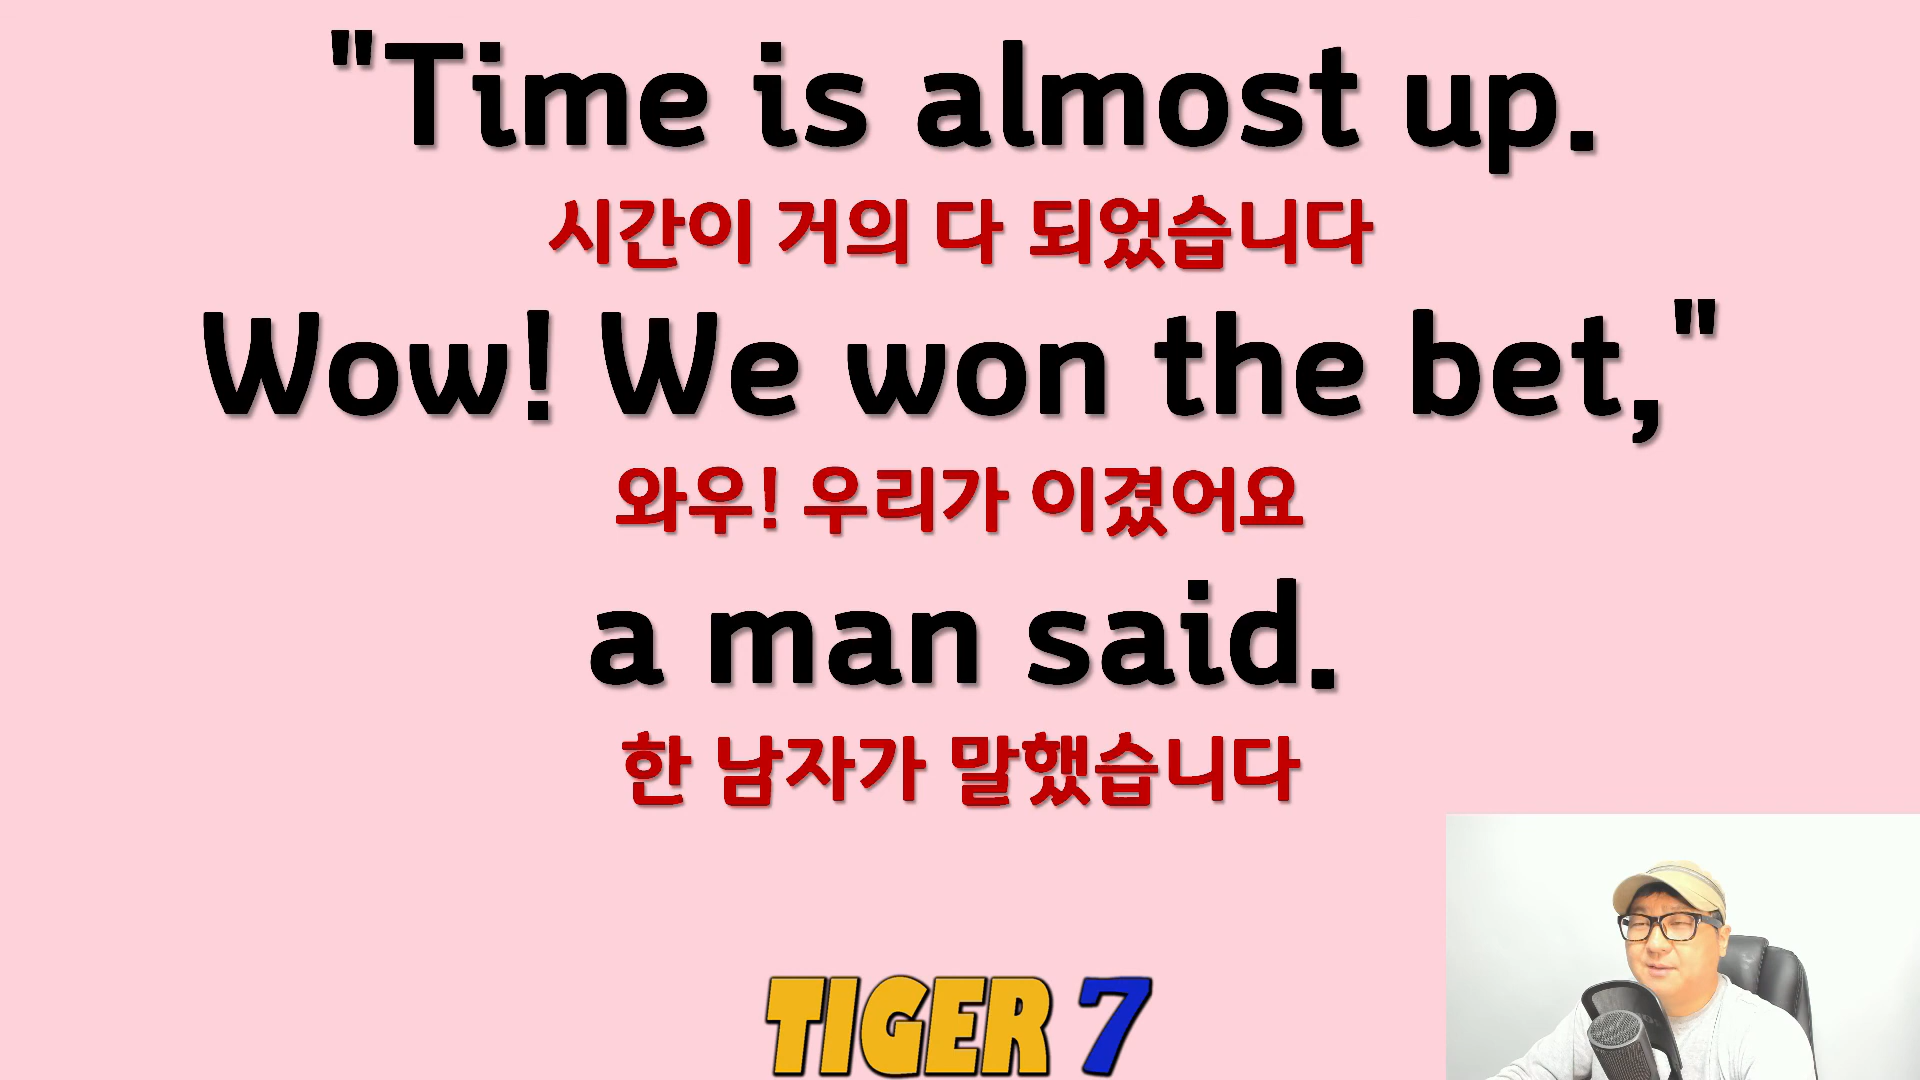 "Time is almost up.
시간이 거의 다 되었습니다
Wow! We won the bet,"
와우! 우리가 이겼어요
a man said.
한 남자가 말했습니다
TIGER 7